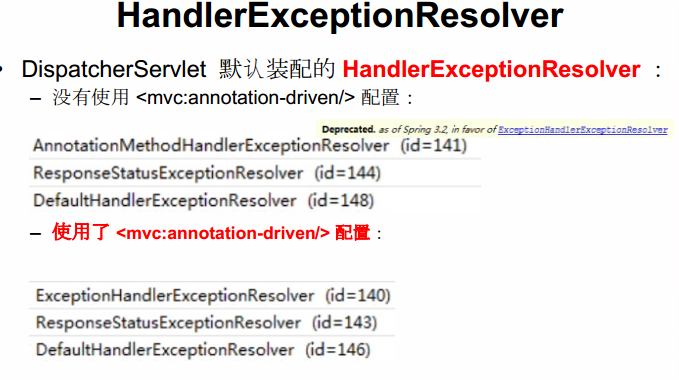 HandlerExceptionResolver
• DispatcherServlet 默认装配的 HandlerExceptionResolver ：
– 没有使用 <mvc:annotation-driven/> 配置：
Deprecated. as of Spring 3.2, in favor of ExceptionHandlerExceptionResolver
AnnotationMethodHandlerExceptionResolver (id=141)
ResponseStatusExceptionResolver (id=144)
DefaultHandlerExceptionResolver (id=148)
– 使用了 <mvc:annotation-driven/> 配置：
ExceptionHandlerExceptionResolver (id=140)
ResponseStatusExceptionResolver (id=143)
DefaultHandlerExceptionResolver (id=146)